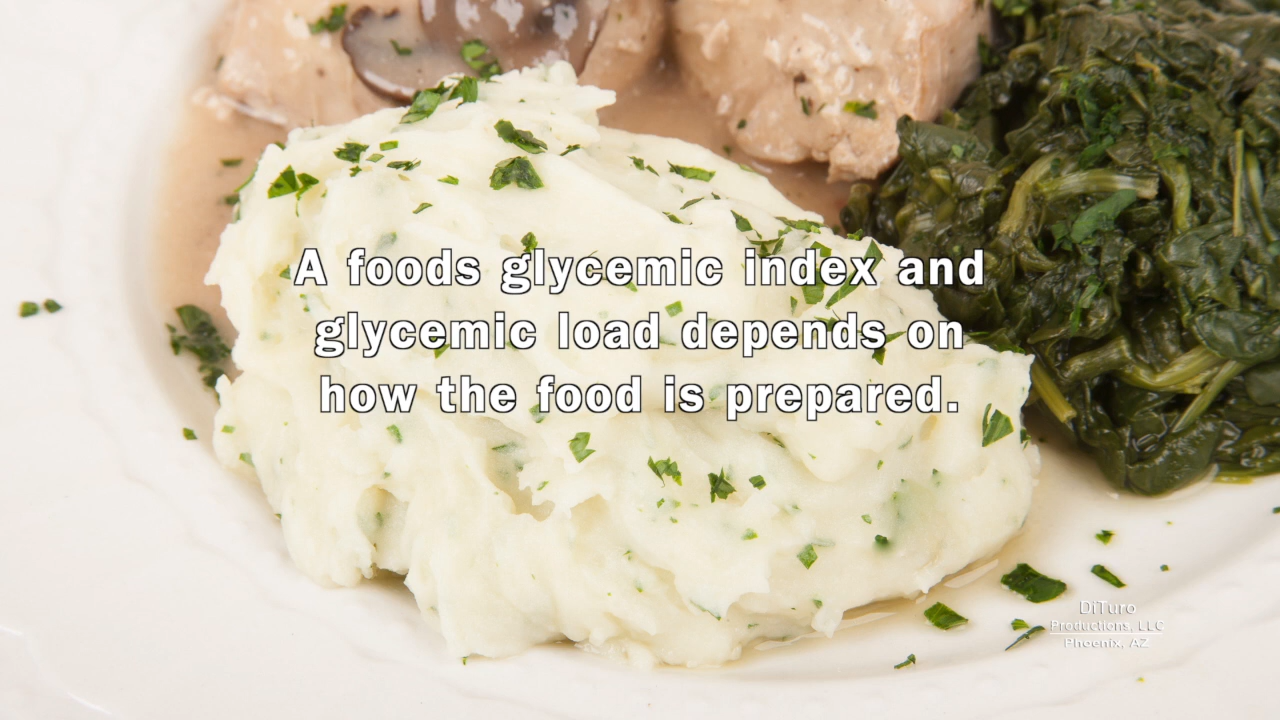 A foods glycemic index and
glycemic load depends on
how the food is prepared.
DiTuro
Productions, LLC
Phoenix, AZ